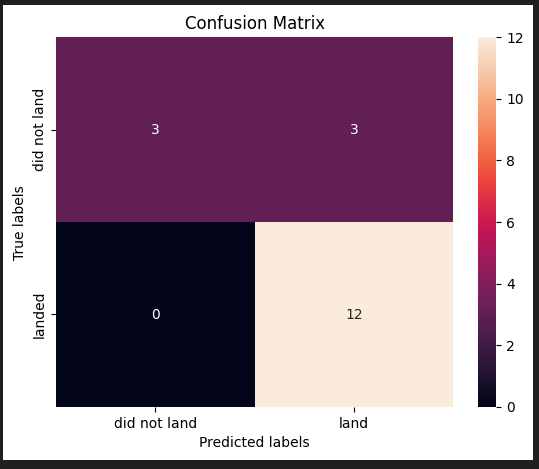 Confusion Matrix
True labels
did not land
landed
3
3
0
12
did not land
land
Predicted labels
12
10
8
6
4
2
0